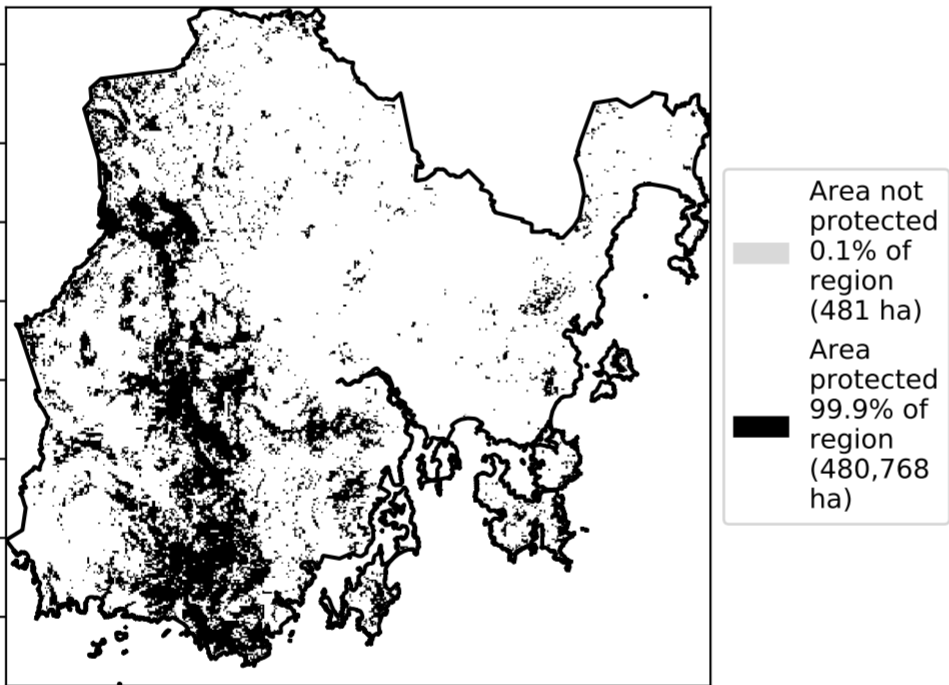 Area not
protected
0.1% of
region
(481 ha)
Area
protected
99.9% of
region
(480,768
ha)